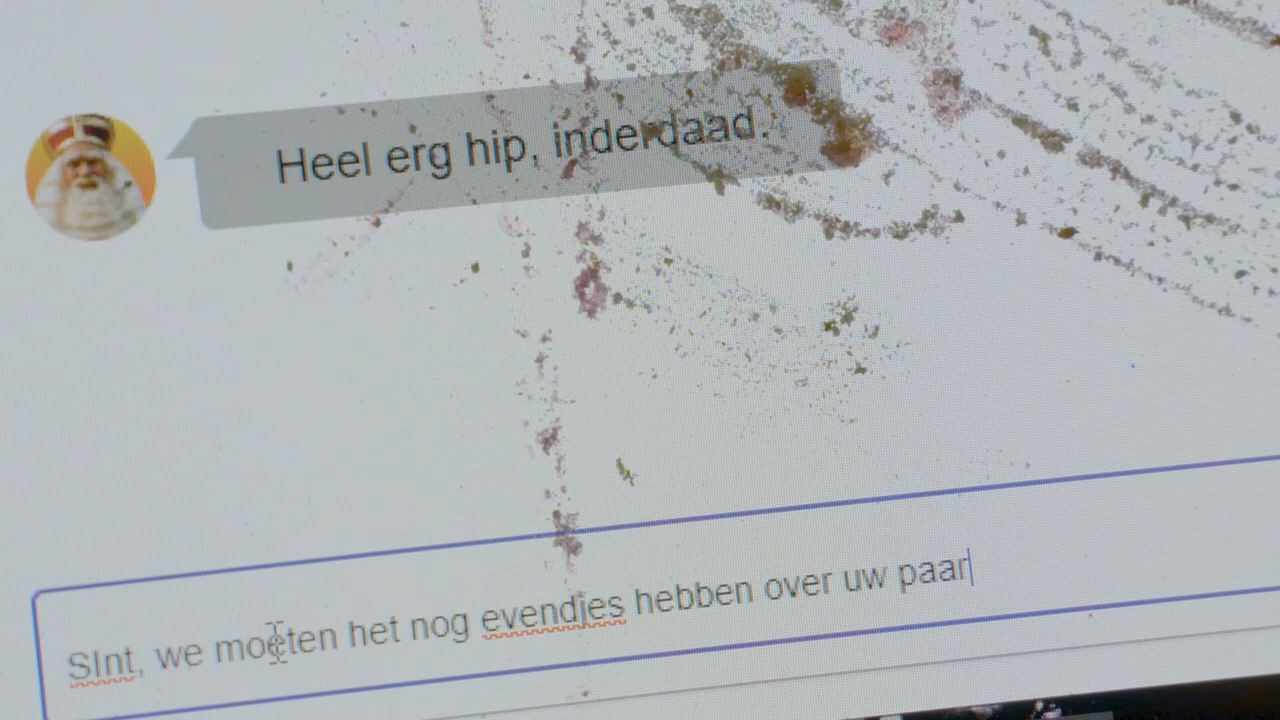 Heel erg hip, inderdaad.
SInt, we moeten het nog evendjes hebben over uw paar